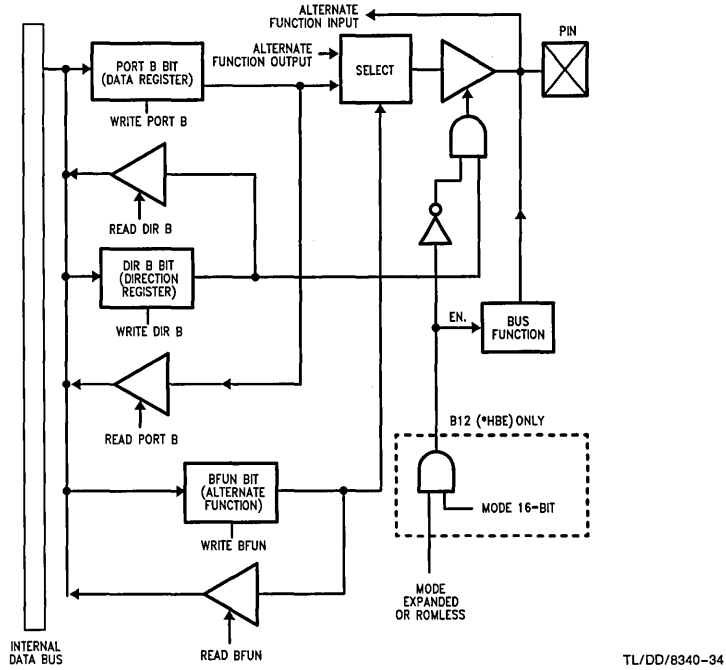 ALTERNATE
FUNCTION INPUT
PIN
ALTERNATE
FUNCTION OUTPUT
PORT B BIT
(DATA REGISTER)
SELECT
WRITE PORT B
READ DIR B
DIR B BIT
(DIRECTION
REGISTER)
WRITE DIR B
EN.
BUS
FUNCTION
READ PORT B
B12 (*HBE) ONLY
BFUN BIT
(ALTERNATE
FUNCTION)
MODE 16-BIT
WRITE BFUN
MODE
EXPANDED
OR ROMLESS
INTERNAL
DATA BUS
READ BFUN
TL/DD/8340-34